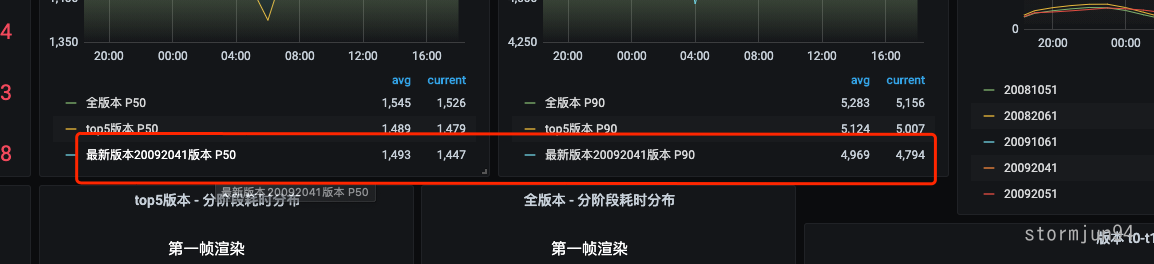 4
3
8
1,350
20:00 00:00 04:00 08:00 12:00 16:00
avg current
全版本 P50 1,545 1,526
top5版本 P50 1,489 1,479
最新版本20092041版本 P50 1,493 1,447
4,250
20:00 00:00 04:00 08:00 12:00 16:00
avg current
全版本 P90 5,283 5,156
top5版本 P90 5,124 5,007
最新版本20092041版本 P90 4,969 4,794
0
20:00 00:00
20081051
20082061
20091061
20092041
20092051
最新版本20092041版本 P50
top5版本 - 分阶段耗时分布
第一帧渲染
全版本 - 分阶段耗时分布
第一帧渲染
版本 t0-t1
stormjun94